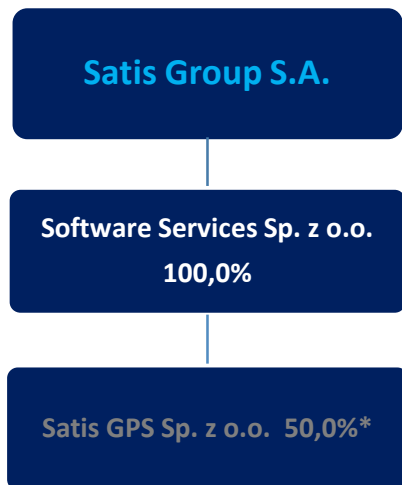 Satis Group S.A.
Software Services Sp. z o.o.
100,0%
Satis GPS Sp. z o.o. 50,0%*